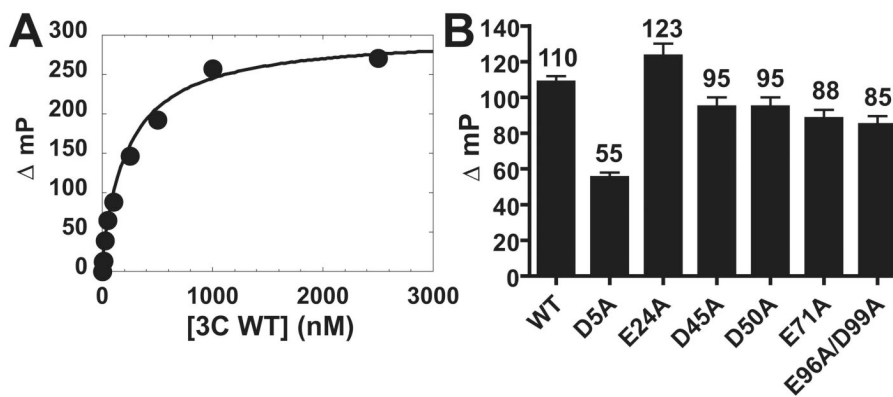 A
Δ mP
300
250
200
150
100
50
0
0 1000 2000 3000
[3C WT] (nM)
B
Δ mP
140
120
100
80
60
40
20
0
110
55
123
95
95
88
85
WT
D5A
E24A
D45A
D50A
E71A
E96A/D99A